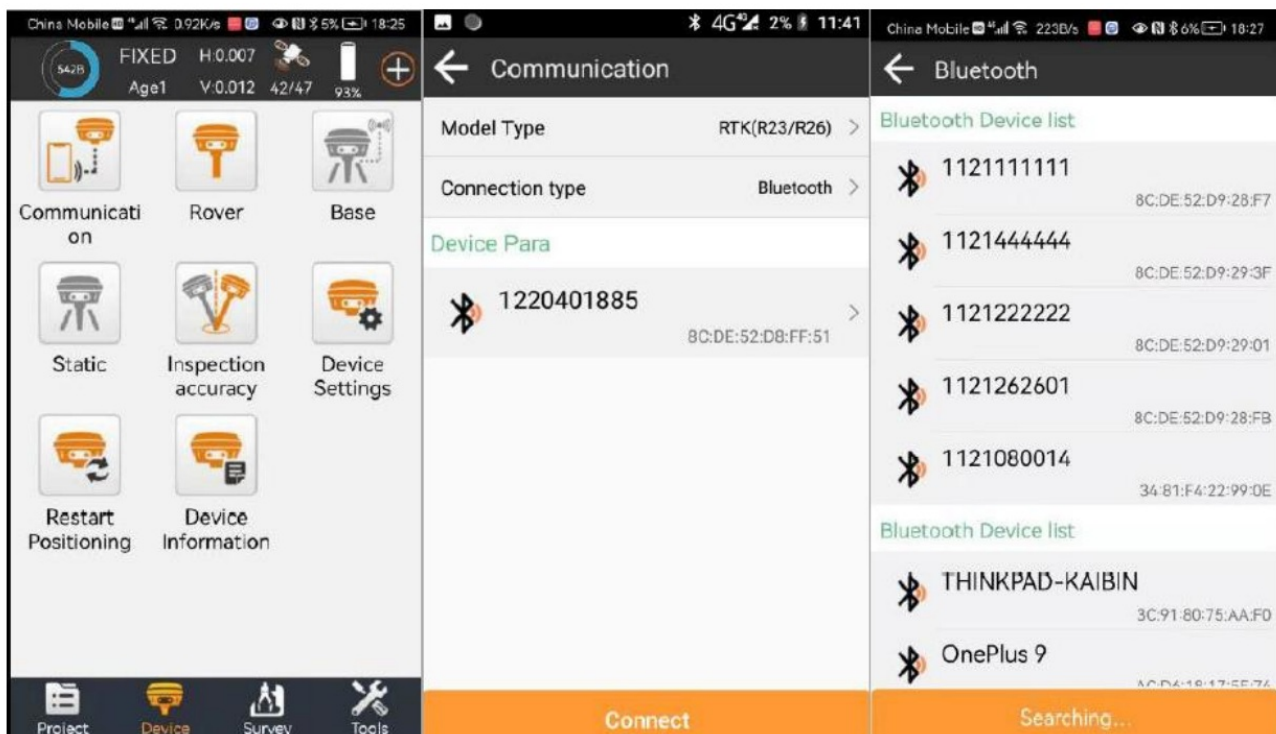 China Mobile HD 4G 0.92K/s 5% 18:25
542B
FIXED H:0.007
Age1 V:0.012 42/47 93%
Communicati
on
Rover
Base
Static
Inspection
accuracy
Device
Settings
Restart
Positioning
Device
Information
Project Device Survey Tools
4G 2% 11:41
Communication
Model Type RTK(R23/R26)
Connection type Bluetooth
Device Para
1220401885
8C:DE:52:D8:FF:51
Connect
China Mobile HD 4G 223B/s 6% 18:27
Bluetooth
Bluetooth Device list
1121111111
8C:DE:52:D9:28:F7
1121444444
8C:DE:52:D9:29:3F
1121222222
8C:DE:52:D9:29:01
1121262601
8C:DE:52:D9:28:FB
1121080014
34:81:F4:22:99:0E
Bluetooth Device list
THINKPAD-KAIBIN
3C:91:80:75:AA:F0
OnePlus 9
Searching...